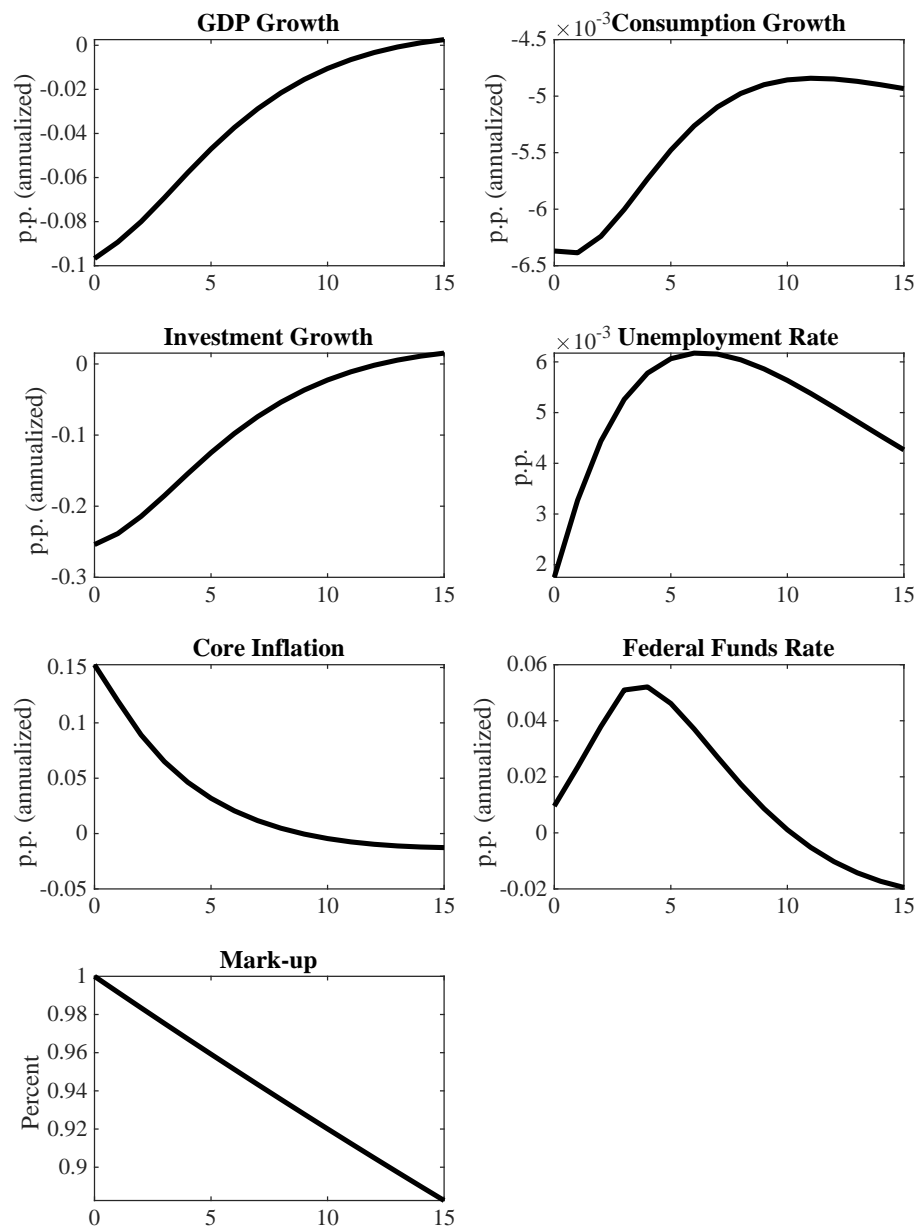 GDP Growth
0
-0.02
-0.04
-0.06
-0.08
-0.1
p.p. (annualized)
0 5 10 15
×10⁻³ Consumption Growth
-4.5
-5
-5.5
-6
-6.5
p.p. (annualized)
0 5 10 15
Investment Growth
0
-0.1
-0.2
-0.3
p.p. (annualized)
0 5 10 15
×10⁻³ Unemployment Rate
6
5
4
3
2
p.p.
0 5 10 15
Core Inflation
0.15
0.1
0.05
0
-0.05
p.p. (annualized)
0 5 10 15
Federal Funds Rate
0.06
0.04
0.02
0
-0.02
p.p. (annualized)
0 5 10 15
Mark-up
1
0.98
0.96
0.94
0.92
0.9
Percent
0 5 10 15